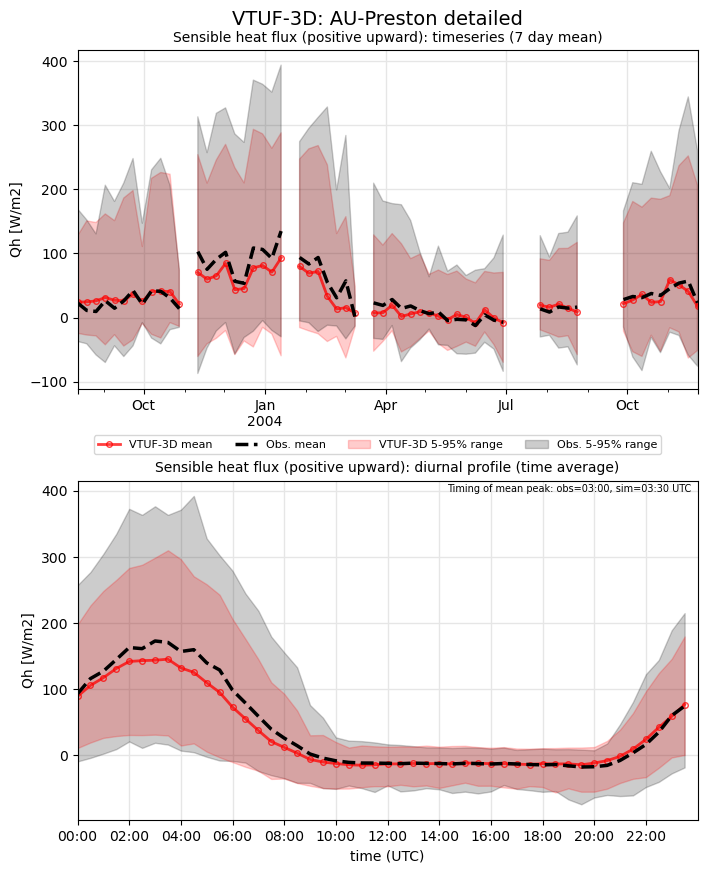 VTUF-3D: AU-Preston detailed
Sensible heat flux (positive upward): timeseries (7 day mean)
400
300
200
100
0
−100
Qh [W/m2]
Oct
Jan
2004
Apr
Jul
Oct
VTUF-3D mean
Obs. mean
VTUF-3D 5-95% range
Obs. 5-95% range
Sensible heat flux (positive upward): diurnal profile (time average)
Timing of mean peak: obs=03:00, sim=03:30 UTC
400
300
200
100
0
Qh [W/m2]
00:00
02:00
04:00
06:00
08:00
10:00
12:00
14:00
16:00
18:00
20:00
22:00
time (UTC)